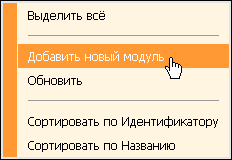 Выделить всё
Добавить новый модуль
Обновить
Сортировать по Идентификатору
Сортировать по Названию